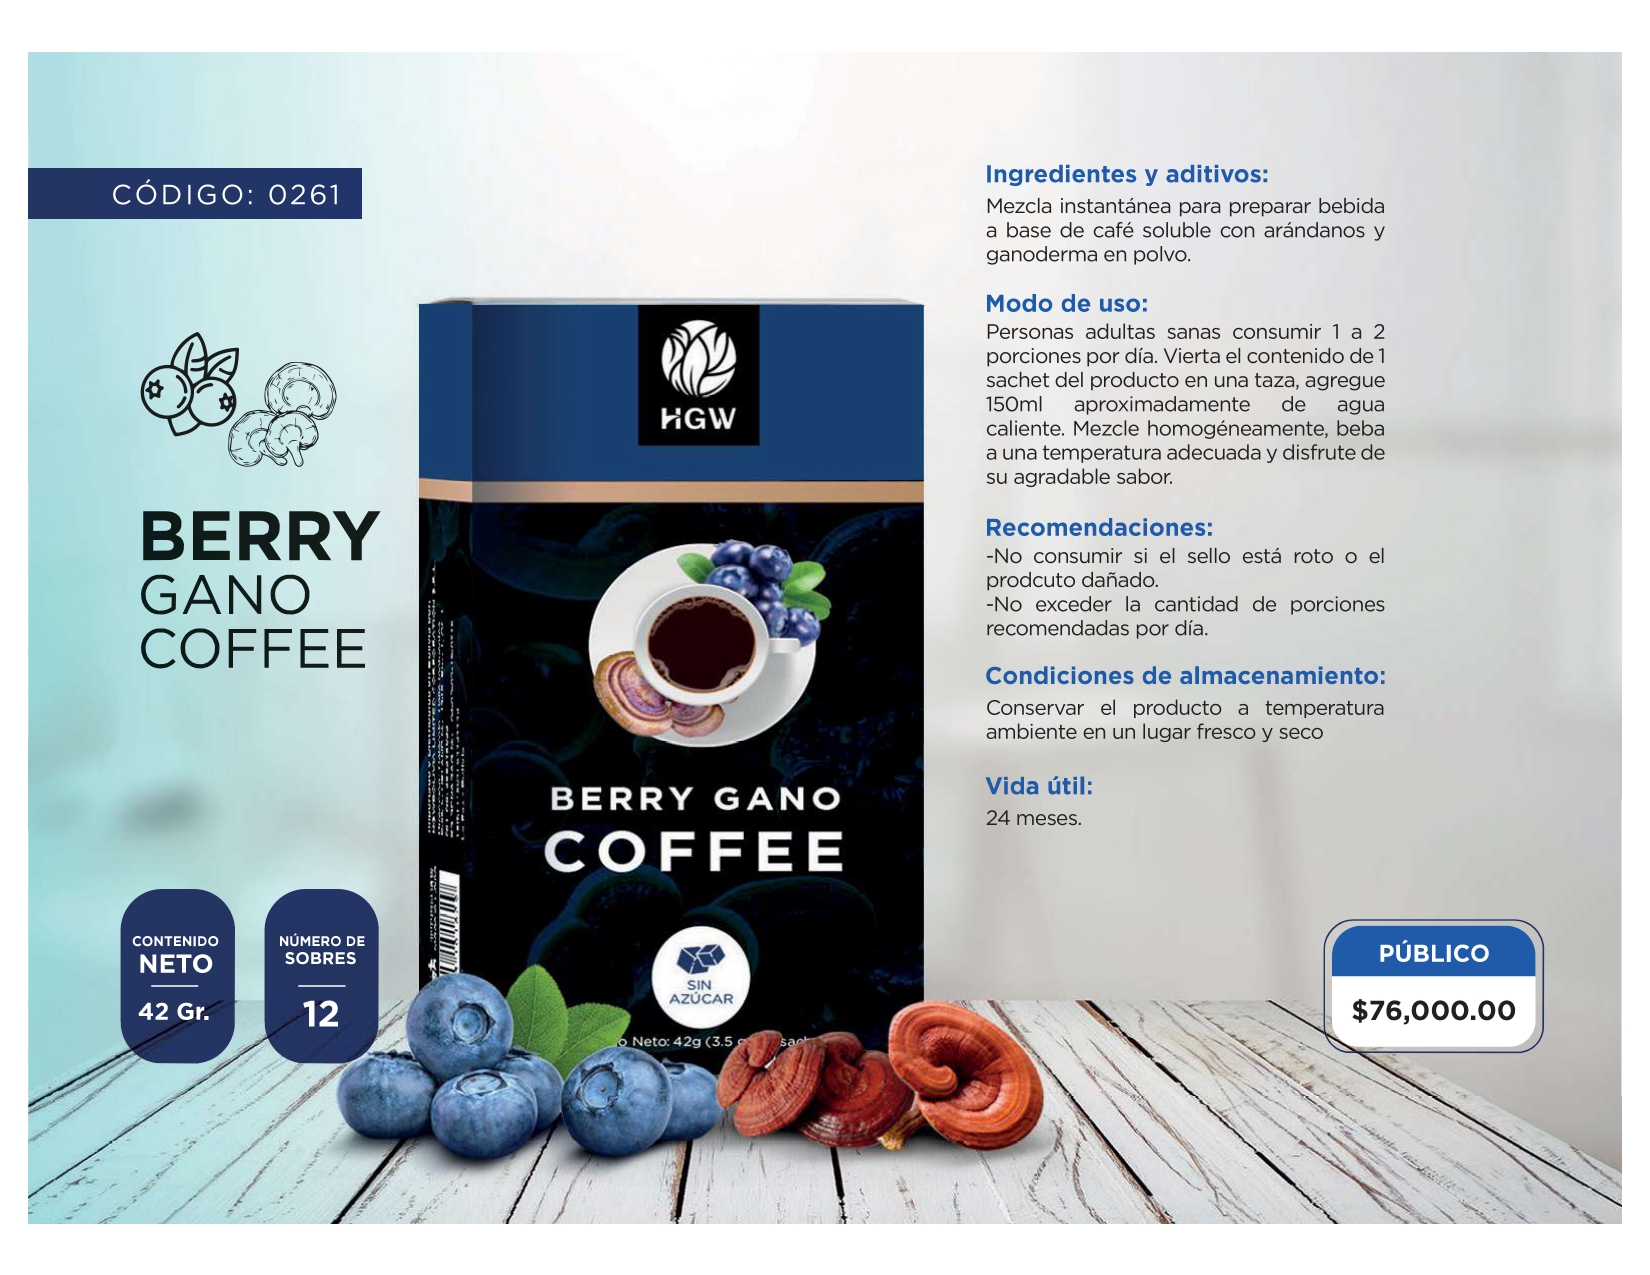 CÓDIGO: 0261
BERRY
GANO
COFFEE
CONTENIDO
NETO
42 Gr.
NÚMERO DE
SOBRES
12
HGW
BERRY GANO
COFFEE
SIN
AZÚCAR
Neto: 42g (3.5
Ingredientes y aditivos:
Mezcla instantánea para preparar bebida
a base de café soluble con arándanos y
ganoderma en polvo.
Modo de uso:
Personas adultas sanas consumir 1 a 2
porciones por día. Vierta el contenido de 1
sachet del producto en una taza, agregue
150ml aproximadamente de agua
caliente. Mezcle homogéneamente, beba
a una temperatura adecuada y disfrute de
su agradable sabor.
Recomendaciones:
-No consumir si el sello está roto o el
prodcuto dañado.
-No exceder la cantidad de porciones
recomendadas por día.
Condiciones de almacenamiento:
Conservar el producto a temperatura
ambiente en un lugar fresco y seco
Vida útil:
24 meses.
PÚBLICO
$76,000.00